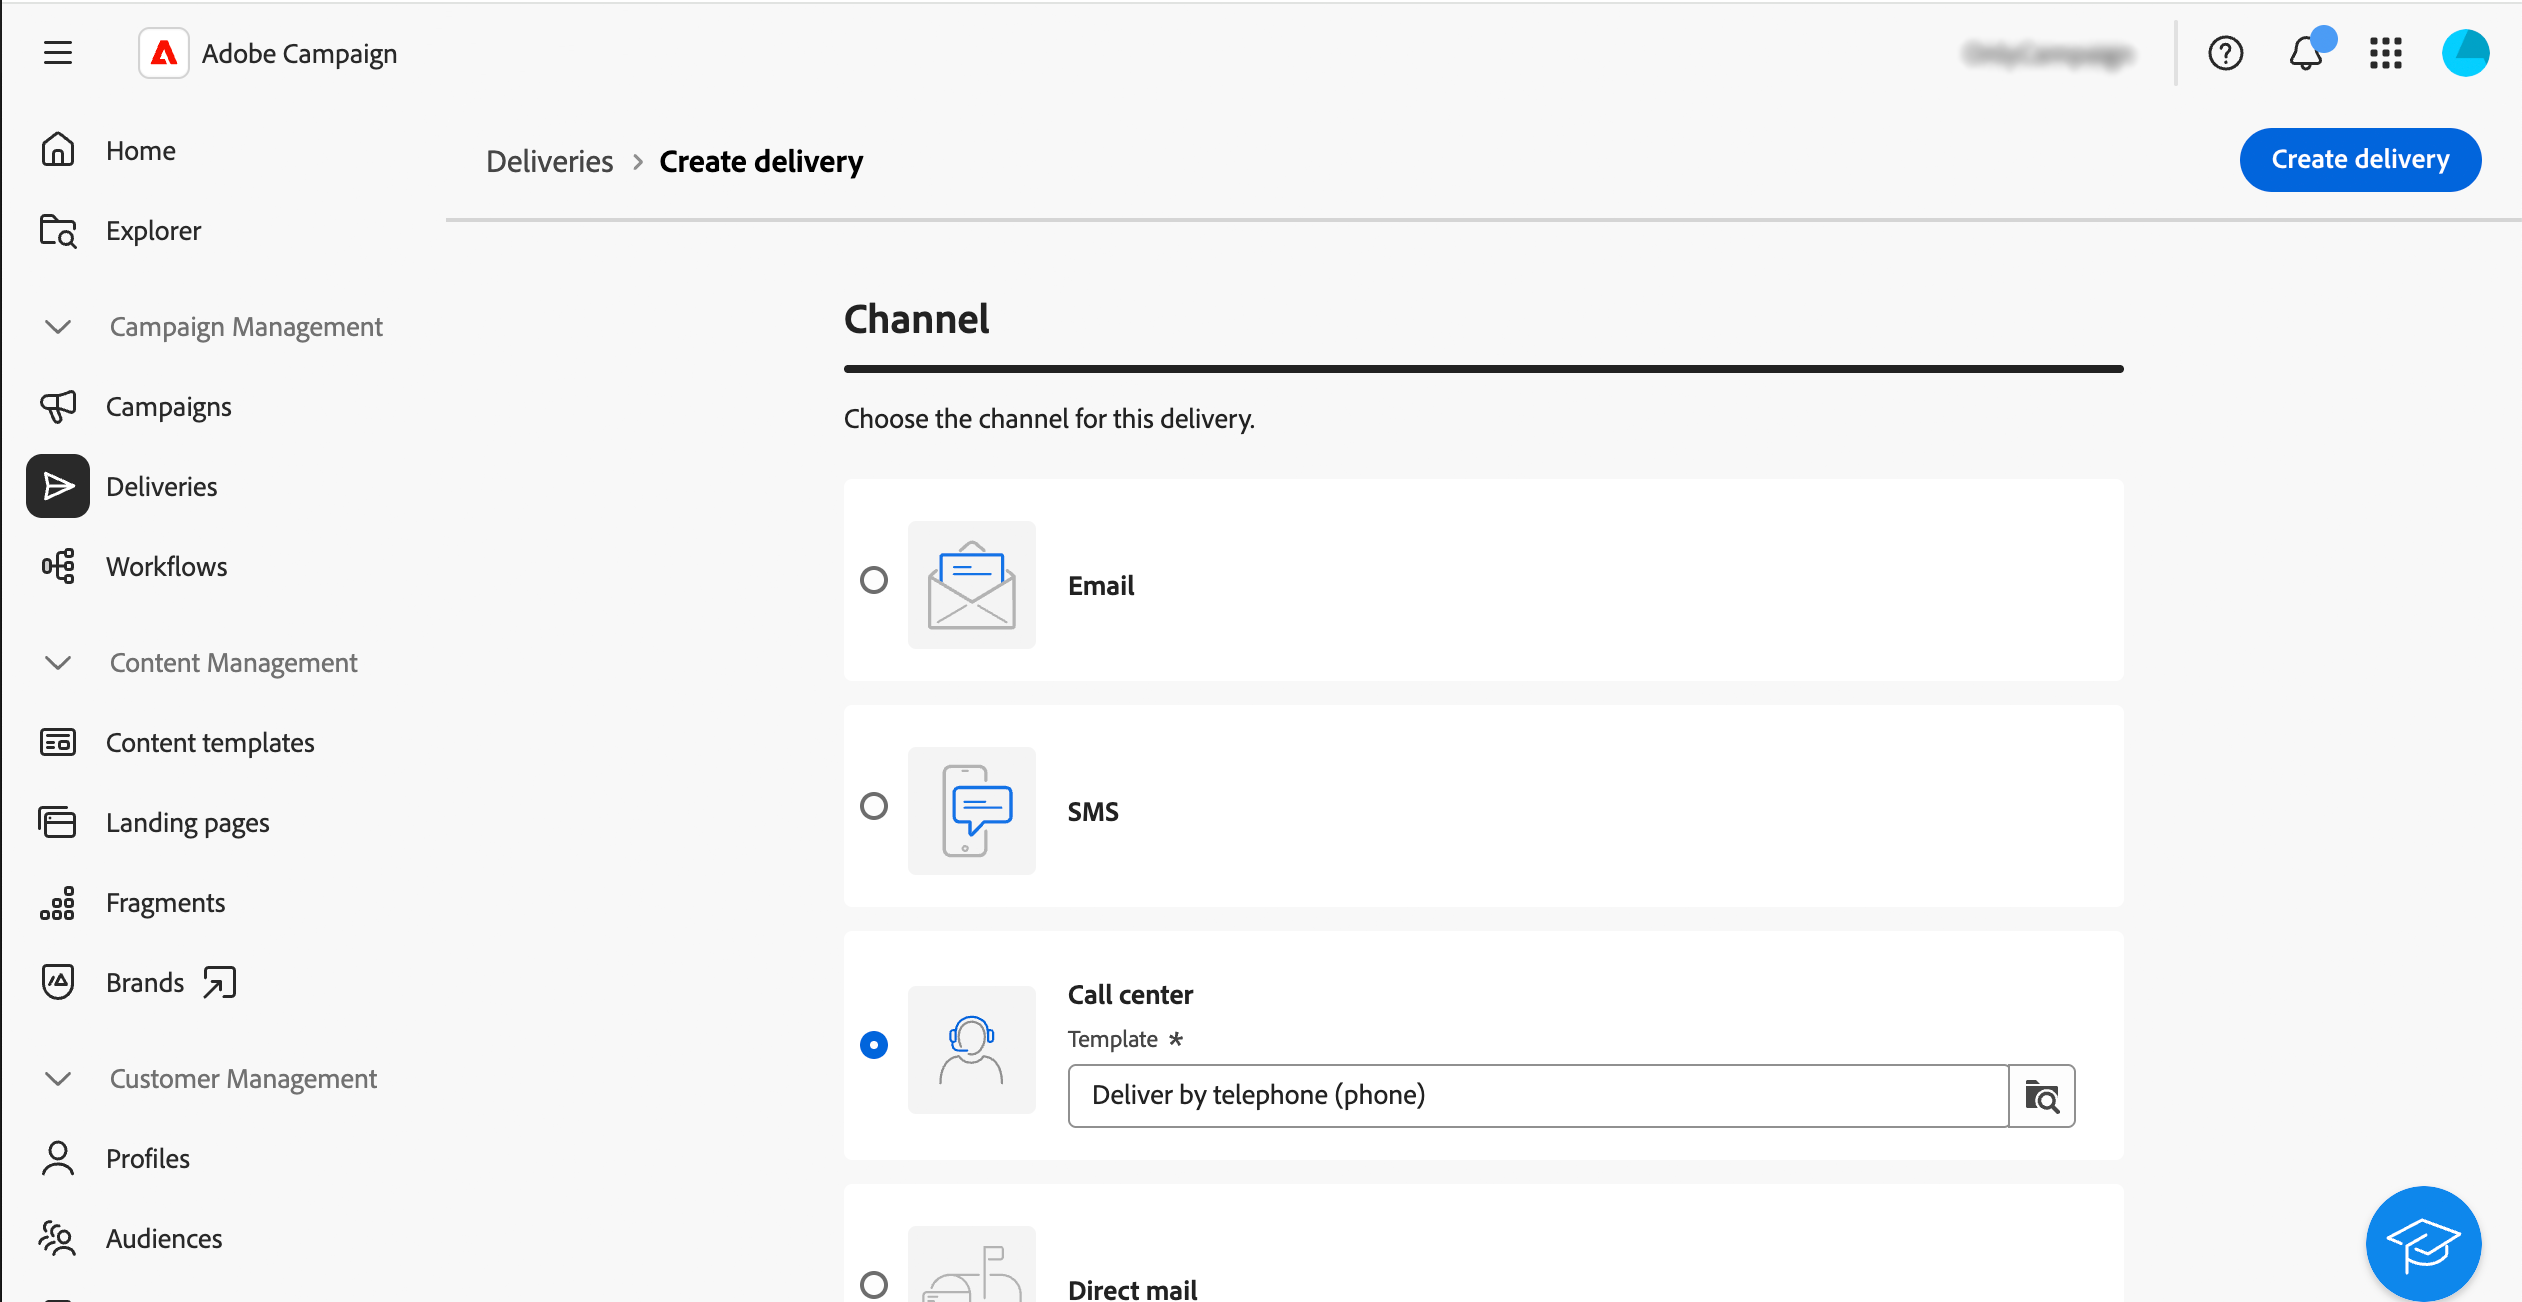 Adobe Campaign
Home
Explorer
Campaign Management
Campaigns
Deliveries
Workflows
Content Management
Content templates
Landing pages
Fragments
Brands
Customer Management
Profiles
Audiences
Deliveries > Create delivery
Create delivery
Channel
Choose the channel for this delivery.
Email
SMS
Call center
Template *
Deliver by telephone (phone)
Direct mail